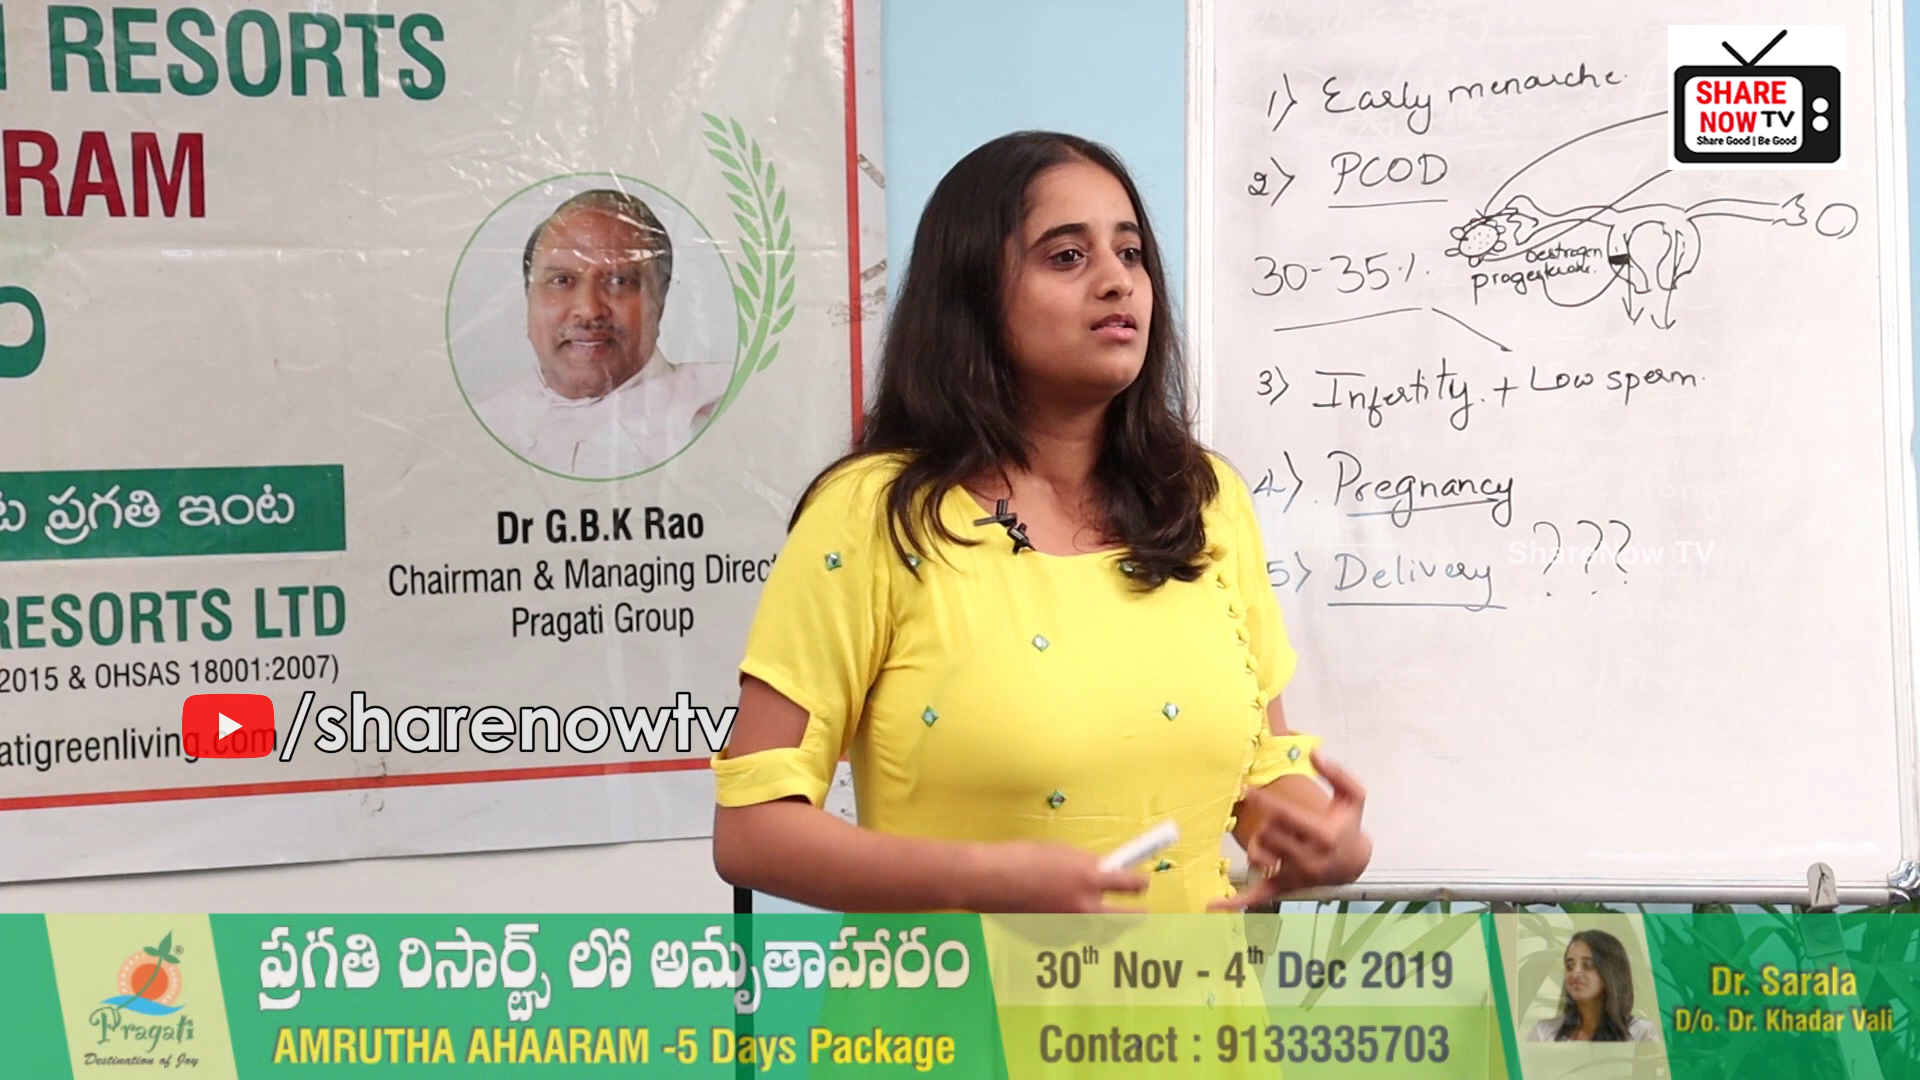 RESORTS
RAM
ట ప్రగతి ఇంట
RESORTS LTD
2015 & OHSAS 18001:2007)
atigreenliving.com
Dr G.B.K Rao
Chairman & Managing Direct
Pragati Group
/sharenowtv
1) Early menarche.
2) PCOD
30-35%.
Oestrogen
progesterone.
3) Infertity. + Low sperm.
4). Pregnancy
5) Delivery ???
ShareNow TV
SHARE
NOW TV
Share Good | Be Good
Pragati ®
Destination of Joy
ప్రగతి రిసార్ట్స్ లో అమృతాహారం
AMRUTHA AHAARAM -5 Days Package
30th Nov - 4th Dec 2019
Contact : 9133335703
Dr. Sarala
D/o. Dr. Khadar Vali